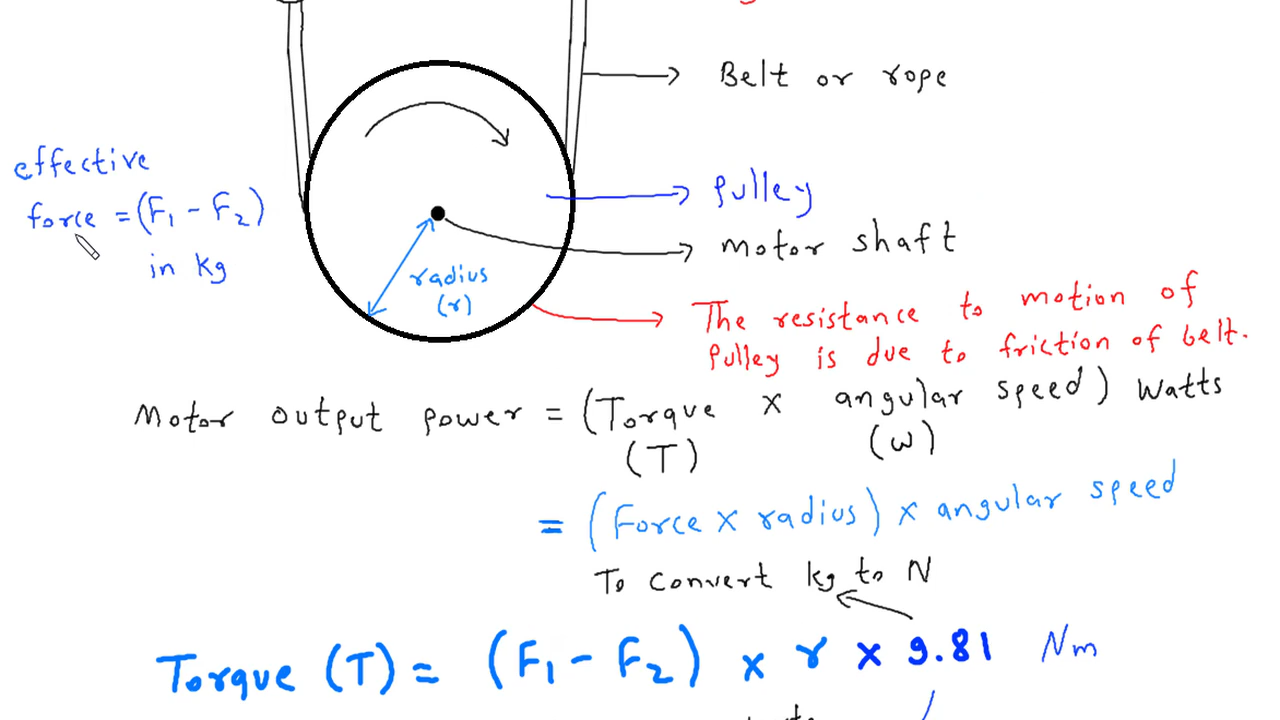 Belt or rope
effective
force = (F₁ - F₂)
in kg
Pulley
motor shaft
radius
(r)
The resistance to motion of
Pulley is due to friction of belt.
Motor output power = (Torque x angular speed) Watts
(T) (ω)
= (Force x radius) x angular speed
To convert kg to N
Torque (T) = (F₁ - F₂) x r x 9.81 Nm